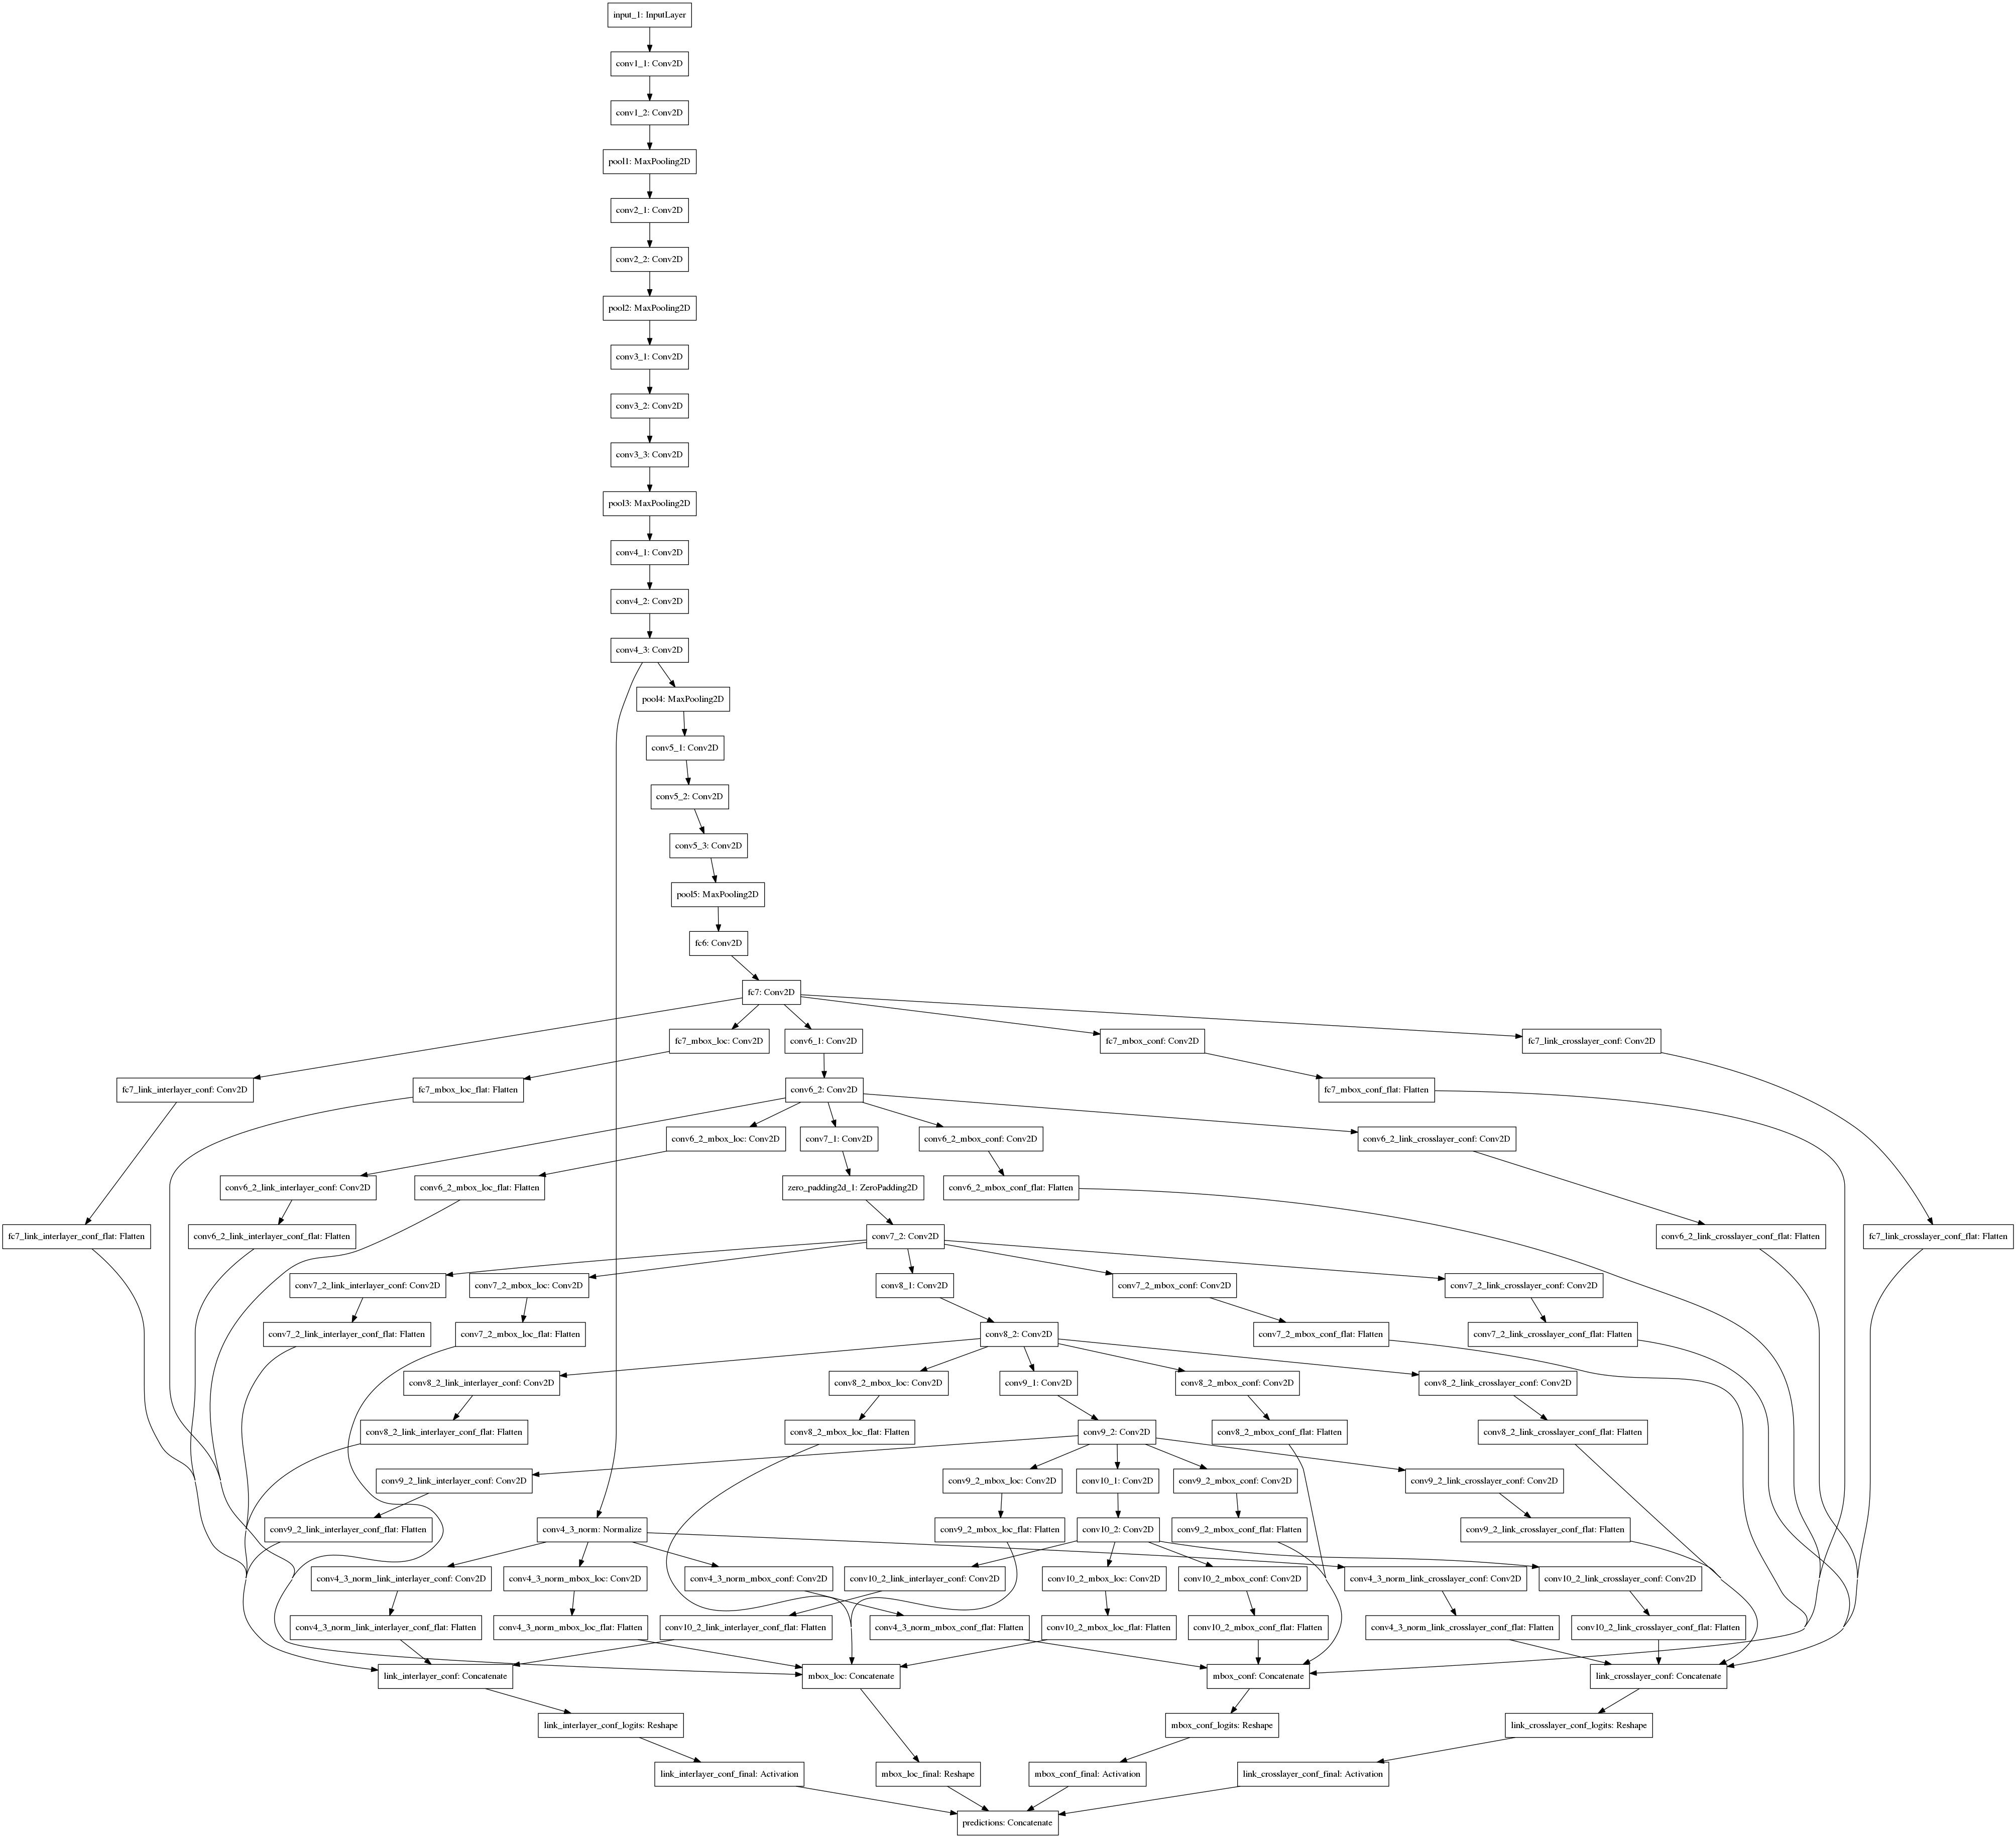 input_1: InputLayer
conv1_1: Conv2D
conv1_2: Conv2D
pool1: MaxPooling2D
conv2_1: Conv2D
conv2_2: Conv2D
pool2: MaxPooling2D
conv3_1: Conv2D
conv3_2: Conv2D
conv3_3: Conv2D
pool3: MaxPooling2D
conv4_1: Conv2D
conv4_2: Conv2D
conv4_3: Conv2D
pool4: MaxPooling2D
conv5_1: Conv2D
conv5_2: Conv2D
conv5_3: Conv2D
pool5: MaxPooling2D
fc6: Conv2D
fc7: Conv2D
fc7_mbox_loc: Conv2D
conv6_1: Conv2D
fc7_mbox_conf: Conv2D
fc7_link_crosslayer_conf: Conv2D
fc7_link_interlayer_conf: Conv2D
fc7_mbox_loc_flat: Flatten
conv6_2: Conv2D
fc7_mbox_conf_flat: Flatten
conv6_2_mbox_loc: Conv2D
conv7_1: Conv2D
conv6_2_mbox_conf: Conv2D
conv6_2_link_crosslayer_conf: Conv2D
conv6_2_link_interlayer_conf: Conv2D
conv6_2_mbox_loc_flat: Flatten
zero_padding2d_1: ZeroPadding2D
conv6_2_mbox_conf_flat: Flatten
fc7_link_interlayer_conf_flat: Flatten
conv6_2_link_interlayer_conf_flat: Flatten
conv7_2: Conv2D
conv6_2_link_crosslayer_conf_flat: Flatten
fc7_link_crosslayer_conf_flat: Flatten
conv7_2_link_interlayer_conf: Conv2D
conv7_2_mbox_loc: Conv2D
conv8_1: Conv2D
conv7_2_mbox_conf: Conv2D
conv7_2_link_crosslayer_conf: Conv2D
conv7_2_link_interlayer_conf_flat: Flatten
conv7_2_mbox_loc_flat: Flatten
conv8_2: Conv2D
conv7_2_mbox_conf_flat: Flatten
conv7_2_link_crosslayer_conf_flat: Flatten
conv8_2_link_interlayer_conf: Conv2D
conv8_2_mbox_loc: Conv2D
conv9_1: Conv2D
conv8_2_mbox_conf: Conv2D
conv8_2_link_crosslayer_conf: Conv2D
conv8_2_link_interlayer_conf_flat: Flatten
conv8_2_mbox_loc_flat: Flatten
conv9_2: Conv2D
conv8_2_mbox_conf_flat: Flatten
conv8_2_link_crosslayer_conf_flat: Flatten
conv9_2_link_interlayer_conf: Conv2D
conv9_2_mbox_loc: Conv2D
conv10_1: Conv2D
conv9_2_mbox_conf: Conv2D
conv9_2_link_crosslayer_conf: Conv2D
conv9_2_link_interlayer_conf_flat: Flatten
conv4_3_norm: Normalize
conv9_2_mbox_loc_flat: Flatten
conv10_2: Conv2D
conv9_2_mbox_conf_flat: Flatten
conv9_2_link_crosslayer_conf_flat: Flatten
conv4_3_norm_link_interlayer_conf: Conv2D
conv4_3_norm_mbox_loc: Conv2D
conv4_3_norm_mbox_conf: Conv2D
conv10_2_link_interlayer_conf: Conv2D
conv10_2_mbox_loc: Conv2D
conv10_2_mbox_conf: Conv2D
conv4_3_norm_link_crosslayer_conf: Conv2D
conv10_2_link_crosslayer_conf: Conv2D
conv4_3_norm_link_interlayer_conf_flat: Flatten
conv4_3_norm_mbox_loc_flat: Flatten
conv10_2_link_interlayer_conf_flat: Flatten
conv4_3_norm_mbox_conf_flat: Flatten
conv10_2_mbox_loc_flat: Flatten
conv10_2_mbox_conf_flat: Flatten
conv4_3_norm_link_crosslayer_conf_flat: Flatten
conv10_2_link_crosslayer_conf_flat: Flatten
link_interlayer_conf: Concatenate
mbox_loc: Concatenate
mbox_conf: Concatenate
link_crosslayer_conf: Concatenate
link_interlayer_conf_logits: Reshape
mbox_conf_logits: Reshape
link_crosslayer_conf_logits: Reshape
link_interlayer_conf_final: Activation
mbox_loc_final: Reshape
mbox_conf_final: Activation
link_crosslayer_conf_final: Activation
predictions: Concatenate